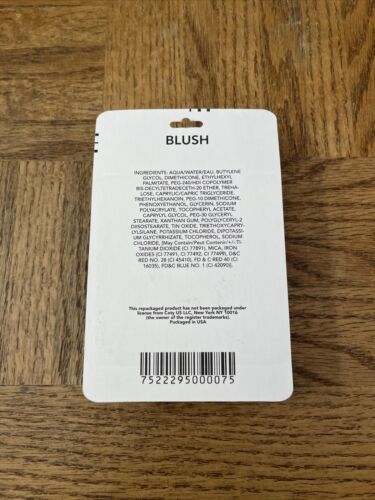 BLUSH
INGREDIENTS: AQUA/WATER/EAU, BUTYLENE
GLYCOL, DIMETHICONE, ETHYLHEXYL
PALMITATE, PEG-240/HDI COPOLYMER
BIS-DECYLTETRADECETH-20 ETHER, TREHA-
LOSE, CAPRYLIC/CAPRIC TRIGLYCERIDE,
TRIETHYLHEXANOIN, PEG-10 DIMETHICONE,
PHENOXYETHANOL, GLYCERIN, SODIUM
POLYACRYLATE, TOCOPHERYL ACETATE,
CAPRYLYL GLYCOL, PEG-30 GLYCERYL
STEARATE, XANTHAN GUM, POLYGLYCERYL-2
DIISOSTEARATE, TIN OXIDE, TRIETHOXYCAPRY-
LYLSILANE, POTASSIUM CHLORIDE, DIPOTASSI-
UM GLYCYRRHIZATE, TOCOPHEROL, SODIUM
CHLORIDE, [May Contain/Peut Contenir/+/-:TI-
TANIUM DIOXIDE (CI 77891), MICA, IRON
OXIDES (CI 77491, CI 77492, CI 77499), D&C
RED NO. 28 (CI 45410), FD & C RED 40 (CI
16035), FD&C BLUE NO. 1 (CI 42090)].
This repackaged product has not been packaged under
license from Coty US LLC, New York NY 10016
(the owner of the register trademarks).
Packaged in USA
7522295000075